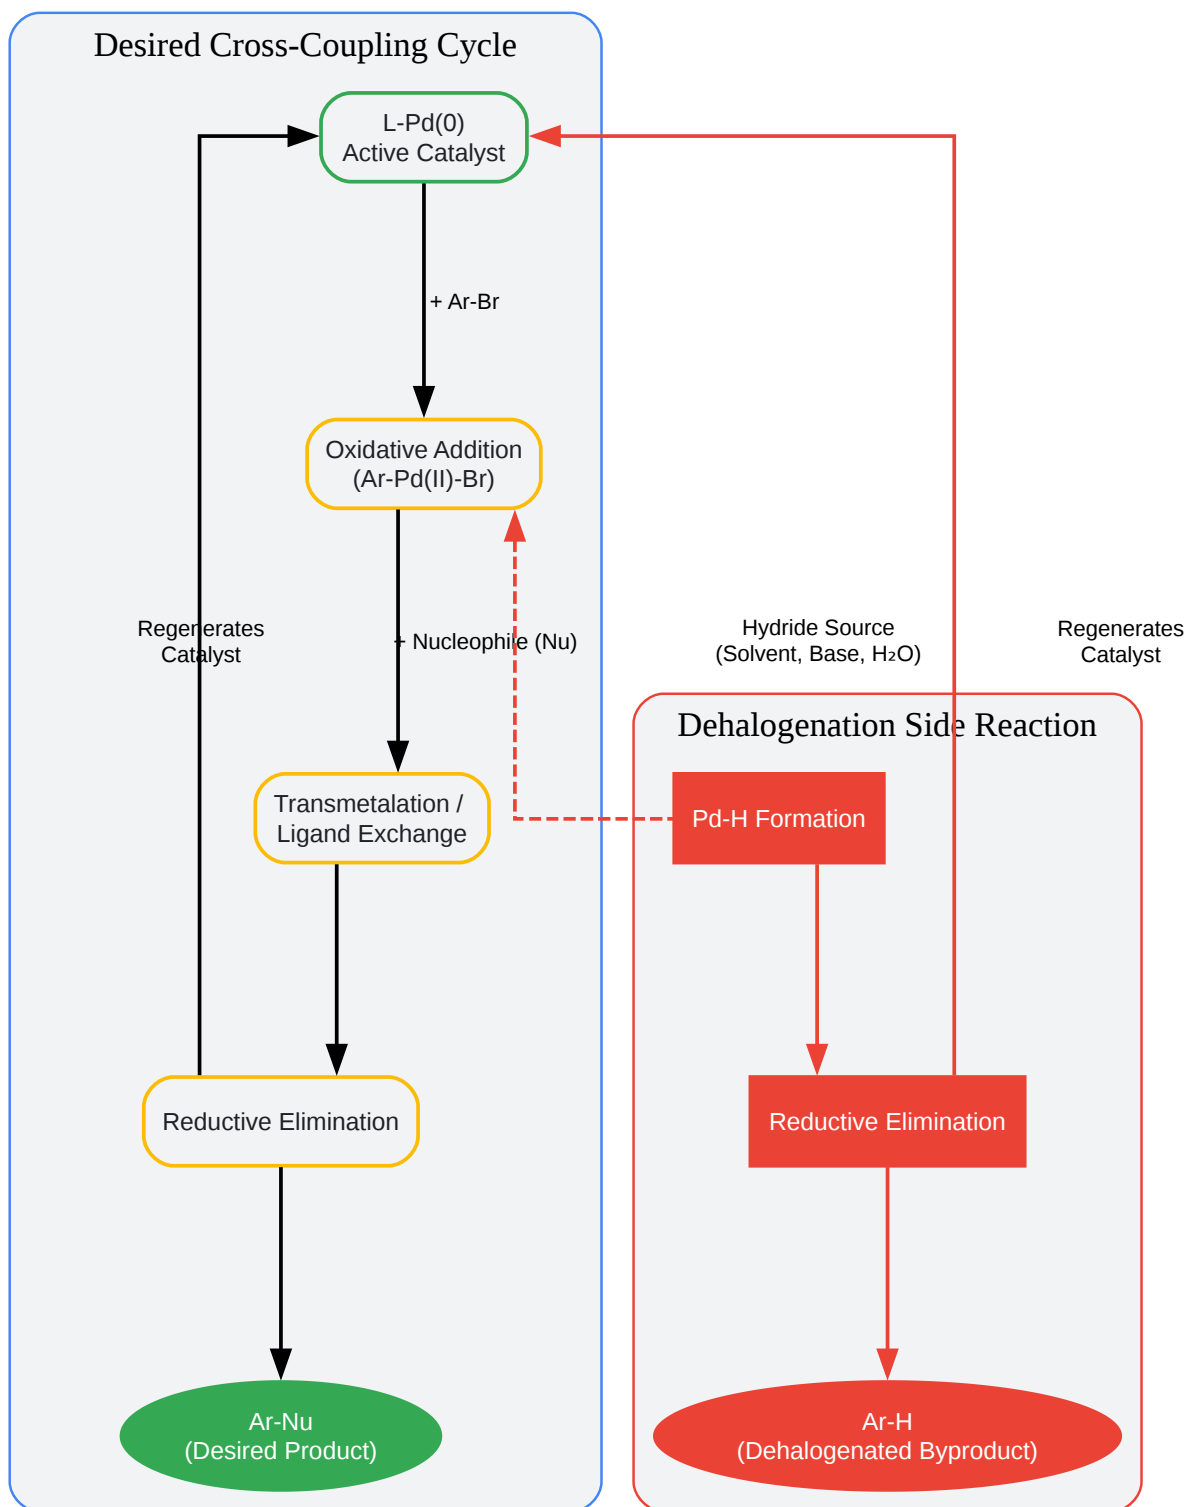 Desired Cross-Coupling Cycle
L-Pd(0)
Active Catalyst
+ Ar-Br
Oxidative Addition
(Ar-Pd(II)-Br)
Regenerates
Catalyst
+ Nucleophile (Nu)
Hydride Source
(Solvent, Base, H₂O)
Regenerates
Catalyst
Dehalogenation Side Reaction
Transmetalation /
Ligand Exchange
Pd-H Formation
Reductive Elimination
Reductive Elimination
Ar-Nu
(Desired Product)
Ar-H
(Dehalogenated Byproduct)